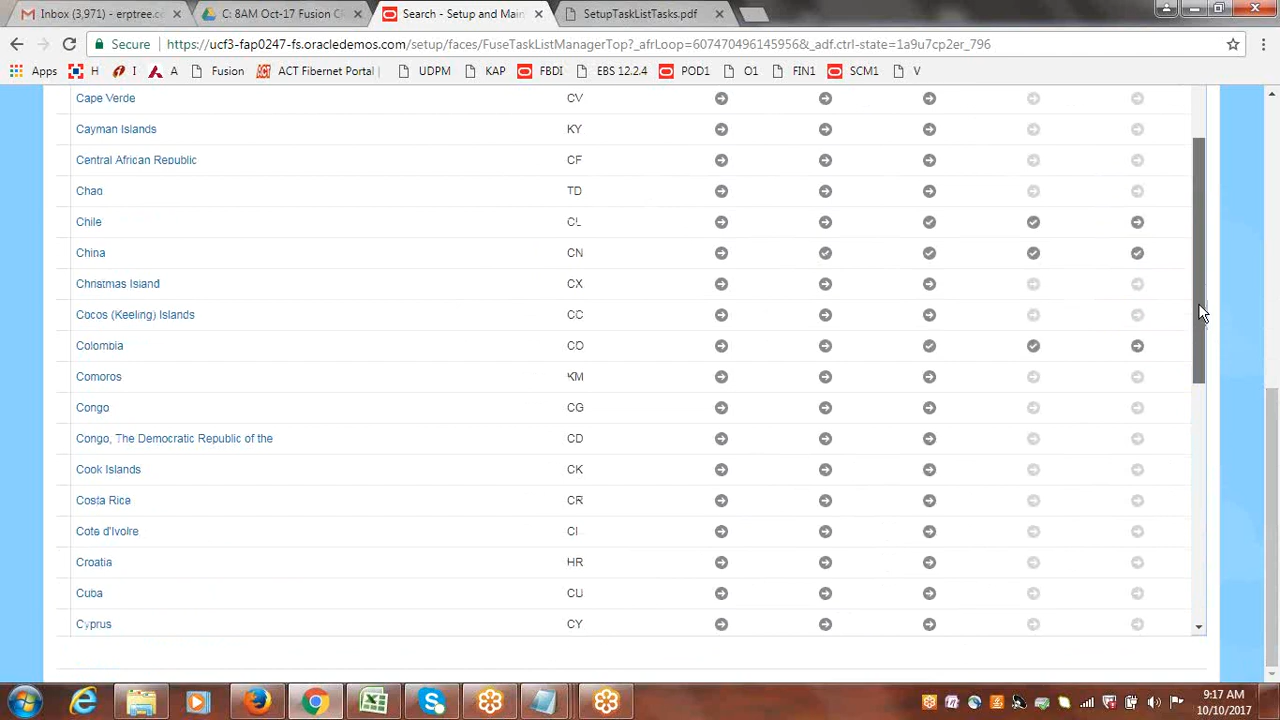 Inbox (3,971) - mptree.co
C: 8AM Oct-17 Fusion C
Search - Setup and Main
SetupTaskListTasks.pdf
Secure
https://ucf3-fap0247-fs.oracledemos.com/setup/faces/FuseTaskListManagerTop?_afrLoop=6074704961459568&_adf.ctrl-state=1a9u7cp2er_796
Apps H I A Fusion ACT Fibernet Portal UDPM KAP FBDI EBS 12.2.4 POD1 O1 FIN1 SCM1 V
Cape Verde CV
Cayman Islands KY
Central African Republic CF
Chad TD
Chile CL
China CN
Christmas Island CX
Cocos (Keeling) Islands CC
Colombia CO
Comoros KM
Congo CG
Congo, The Democratic Republic of the CD
Cook Islands CK
Costa Rica CR
Cote d'Ivoire CI
Croatia HR
Cuba CU
Cyprus CY
9:17 AM
10/10/2017